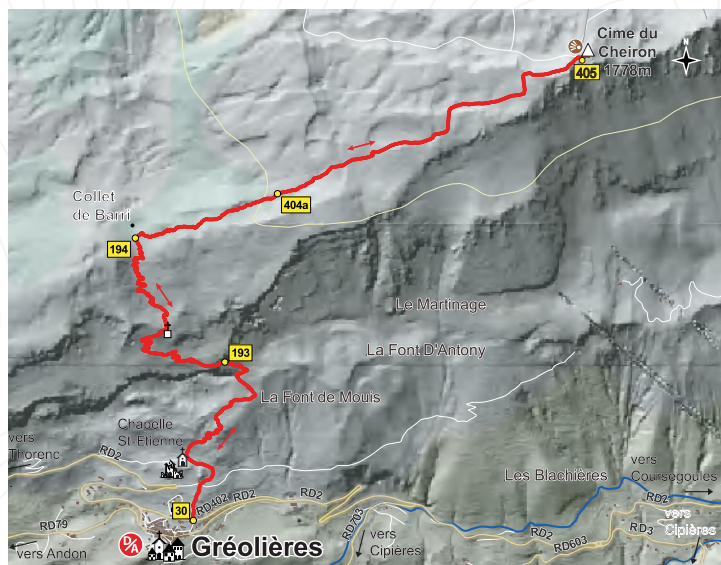 Cime du
Cheiron
1778m
N
405
Collet
de Barri
404a
194
Le Martinage
193
La Font D'Antony
La Font de Mouis
Chapelle
St-Etienne
vers
Thorenc
RD2
Les Blachières
vers
Coursegoules
30
RD402
RD2
RD2
RD2
RD79
RD703
RD2
vers
Cipières
RD3
RD603
D/A
Gréolières
vers Andon
vers
Cipières